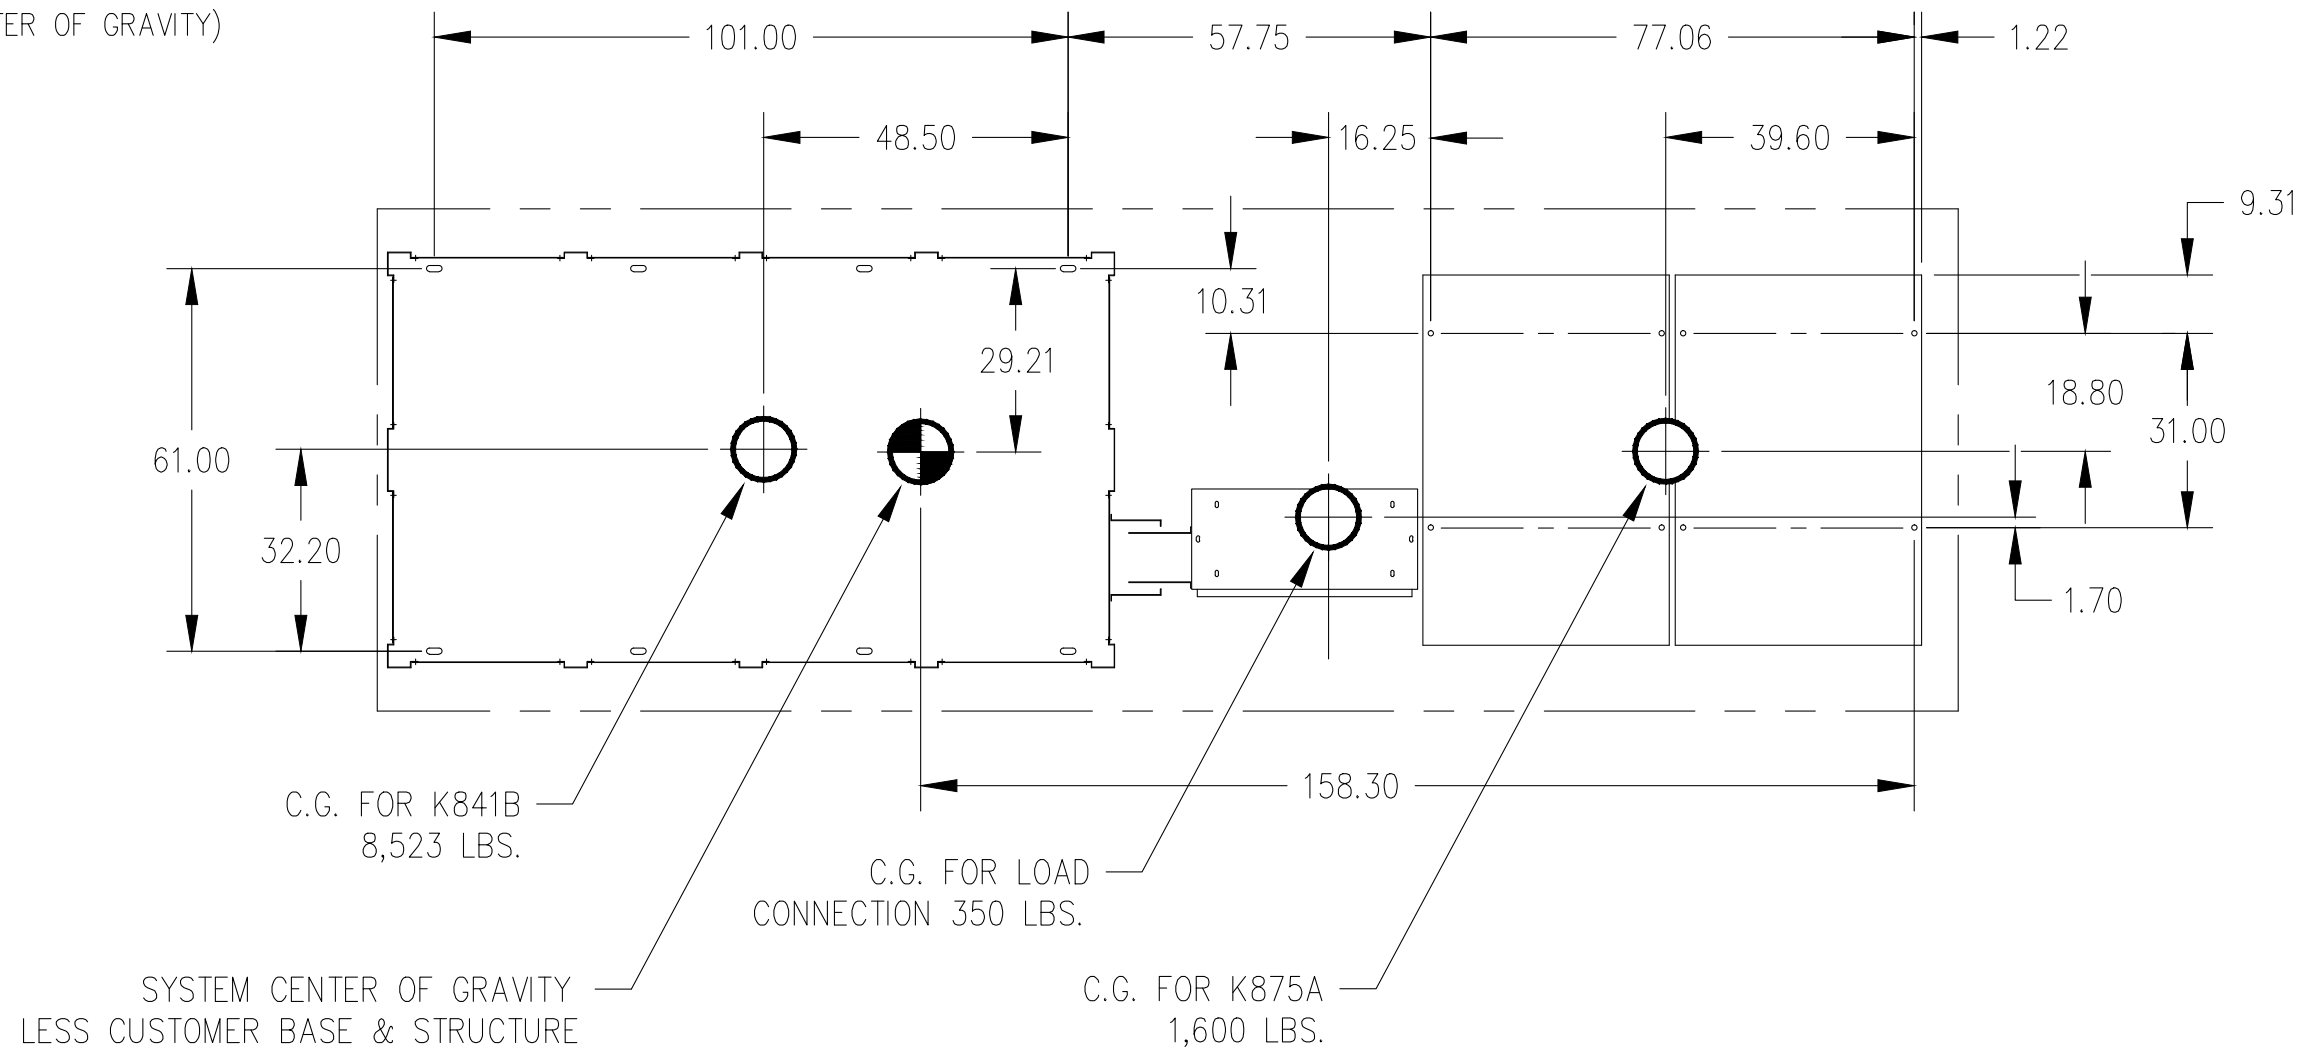 TER OF GRAVITY)
101.00
57.75
77.06
1.22
48.50
16.25
39.60
9.31
10.31
29.21
18.80
31.00
61.00
32.20
1.70
158.30
C.G. FOR K841B
8,523 LBS.
C.G. FOR LOAD
CONNECTION 350 LBS.
SYSTEM CENTER OF GRAVITY
LESS CUSTOMER BASE & STRUCTURE
C.G. FOR K875A
1,600 LBS.